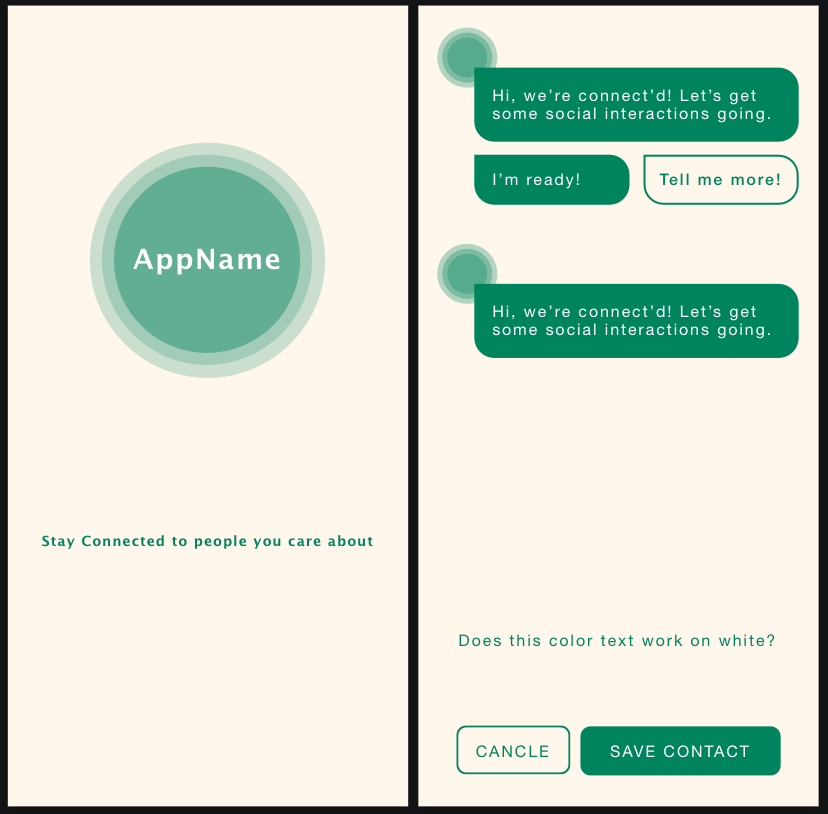 AppName
Stay Connected to people you care about
Hi, we’re connect’d! Let’s get
some social interactions going.
I’m ready!
Tell me more!
Hi, we’re connect’d! Let’s get
some social interactions going.
Does this color text work on white?
CANCLE
SAVE CONTACT